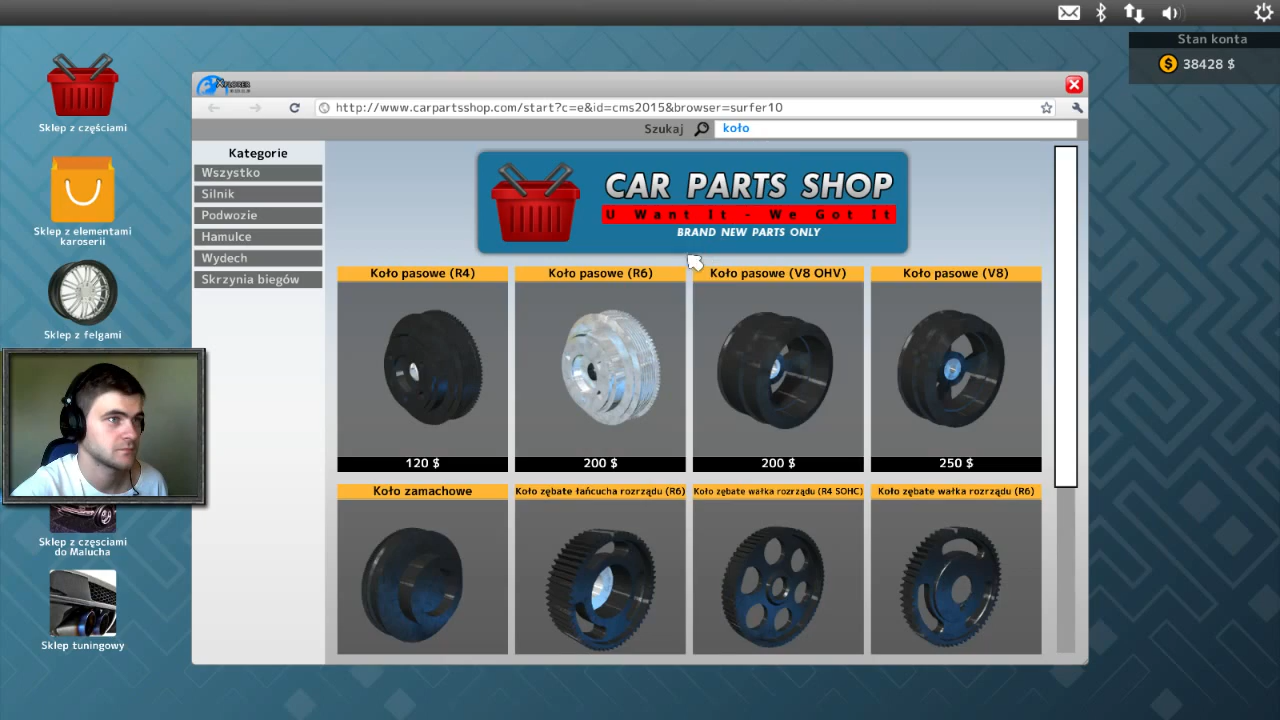 Stan konta
$ 38428 $
Sklep z częściami
Sklep z elementami
karoserii
Sklep z felgami
Sklep z częsciami
do Malucha
Sklep tuningowy
http://www.carpartsshop.com/start?c=e&id=cms2015&browser=surfer10
Szukaj koło
Kategorie
Wszystko
Silnik
Podwozie
Hamulce
Wydech
Skrzynia biegów
CAR PARTS SHOP
U Want It - We Got It
BRAND NEW PARTS ONLY
Koło pasowe (R4)
120 $
Koło pasowe (R6)
200 $
Koło pasowe (V8 OHV)
200 $
Koło pasowe (V8)
250 $
Koło zamachowe
Koło zębate łańcucha rozrządu (R6)
Koło zębate wałka rozrządu (R4 SOHC)
Koło zębate wałka rozrządu (R6)